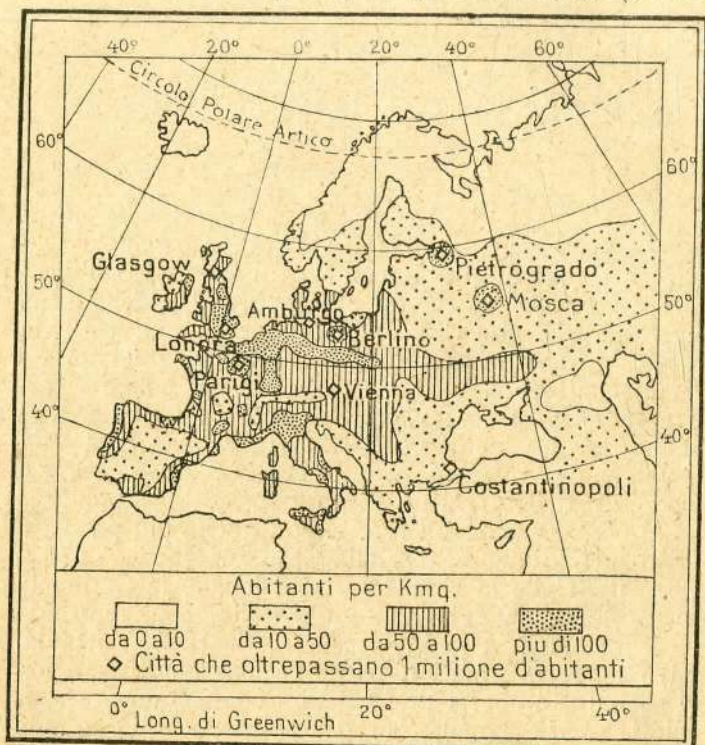 40° 20° 0° 20° 40° 60°
Circolo Polare Artico
60° 60°
Glasgow
Pietrogrado
50° Mosca 50°
Amburgo
Londra Berlino
Parigi Vienna
40° 40°
Costantinopoli
Abitanti per Kmq.
da 0 a 10 da 10 a 50 da 50 a 100 piu di 100
Città che oltrepassano 1 milione d'abitanti
0° 20° 40°
Long. di Greenwich